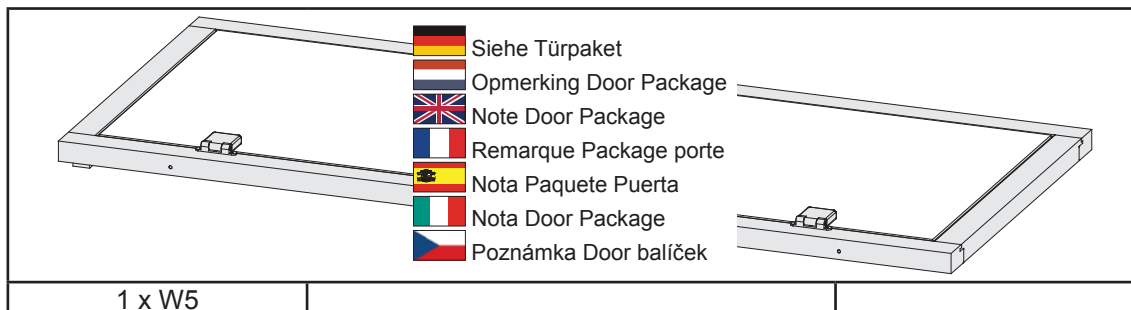 Siehe Türpaket
Opmerking Door Package
Note Door Package
Remarque Package porte
Nota Paquete Puerta
Nota Door Package
Poznámka Door balíček
1 x W5